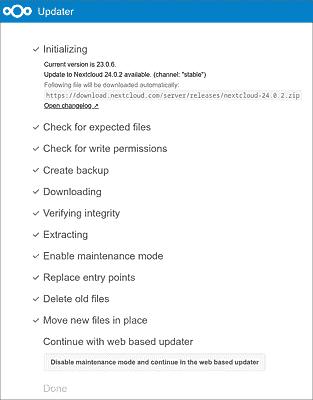 Updater
Initializing
Current version is 23.0.6.
Update to Nextcloud 24.0.2 available. (channel: "stable")
Following file will be downloaded automatically:
https://download.nextcloud.com/server/releases/nextcloud-24.0.2.zip
Open changelog ↗
Check for expected files
Check for write permissions
Create backup
Downloading
Verifying integrity
Extracting
Enable maintenance mode
Replace entry points
Delete old files
Move new files in place
Continue with web based updater
Disable maintenance mode and continue in the web based updater
Done